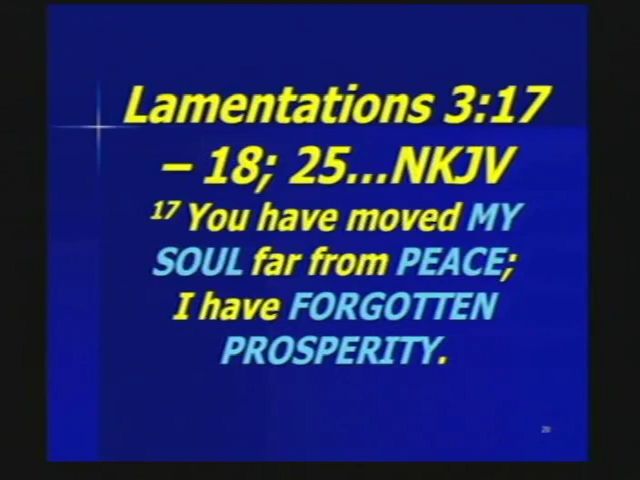 Lamentations 3:17
– 18; 25...NKJV
17 You have moved MY
SOUL far from PEACE;
I have FORGOTTEN
PROSPERITY.